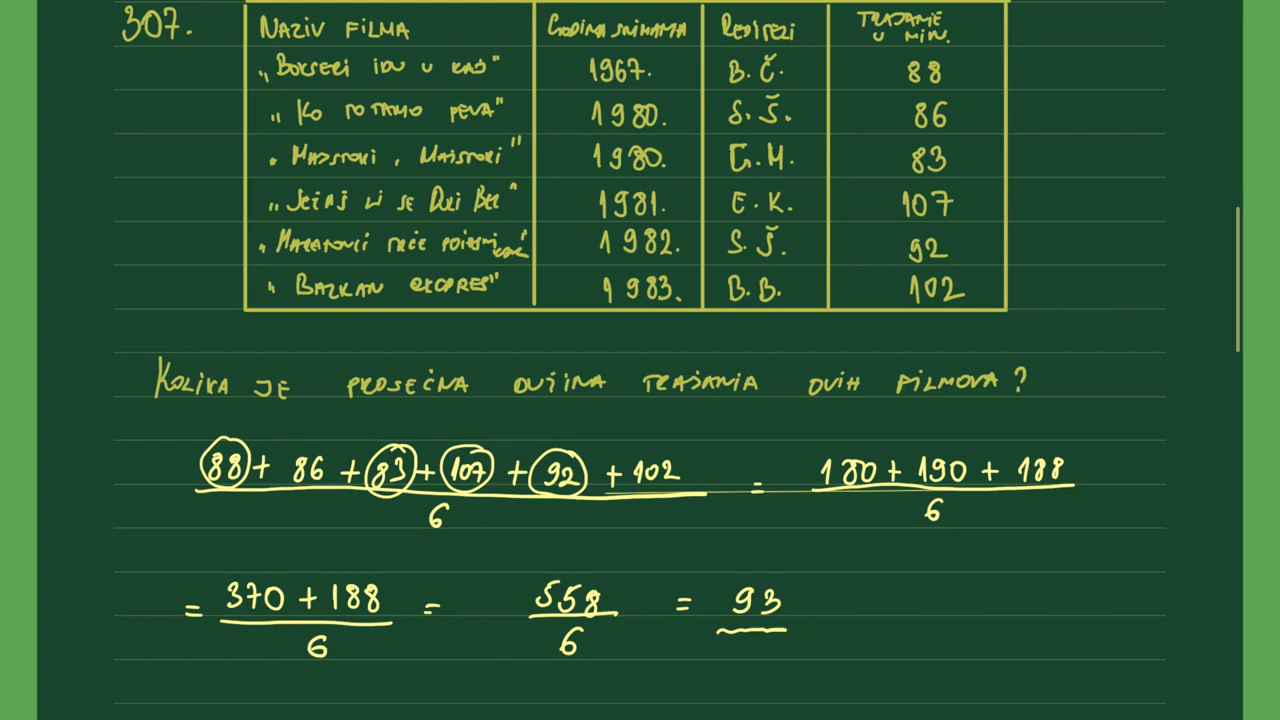 307.
NAZIV FILMA GODINA SNIMANJA REDITELJ TRAJANJE U MIN.
„BOKSERI IDU U RAJ" 1967. B.Č. 88
„KO TO TAMO PEVA" 1980. S.Š. 86
„MAJSTORI, MAJSTORI" 1980. G.M. 83
„SEĆAŠ LI SE DOLI BEL" 1981. E.K. 107
„MARATONCI TRČE POČASNI KRUG" 1982. S.Š. 92
„BALKAN EKSPRES" 1983. B.B. 102
KOLIKA JE PROSEČNA DUŽINA TRAJANJA OVIH FILMOVA?
88 + 86 + 83 + 107 + 92 + 102 = 180 + 190 + 188
6 6
= 370 + 188 = 558 = 93
6 6